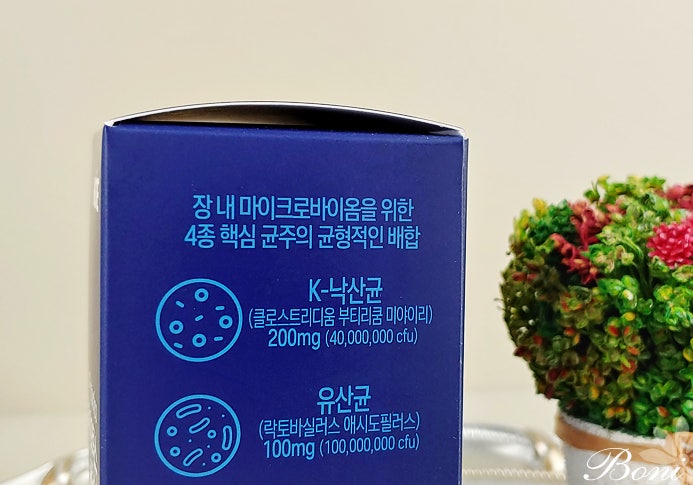 장 내 마이크로바이옴을 위한
4종 핵심 균주의 균형적인 배합
K-낙산균
(클로스트리디움 부티리쿰 미야이리)
200mg (40,000,000 cfu)
유산균
(락토바실러스 애시도필러스)
100mg (100,000,000 cfu)
Boni